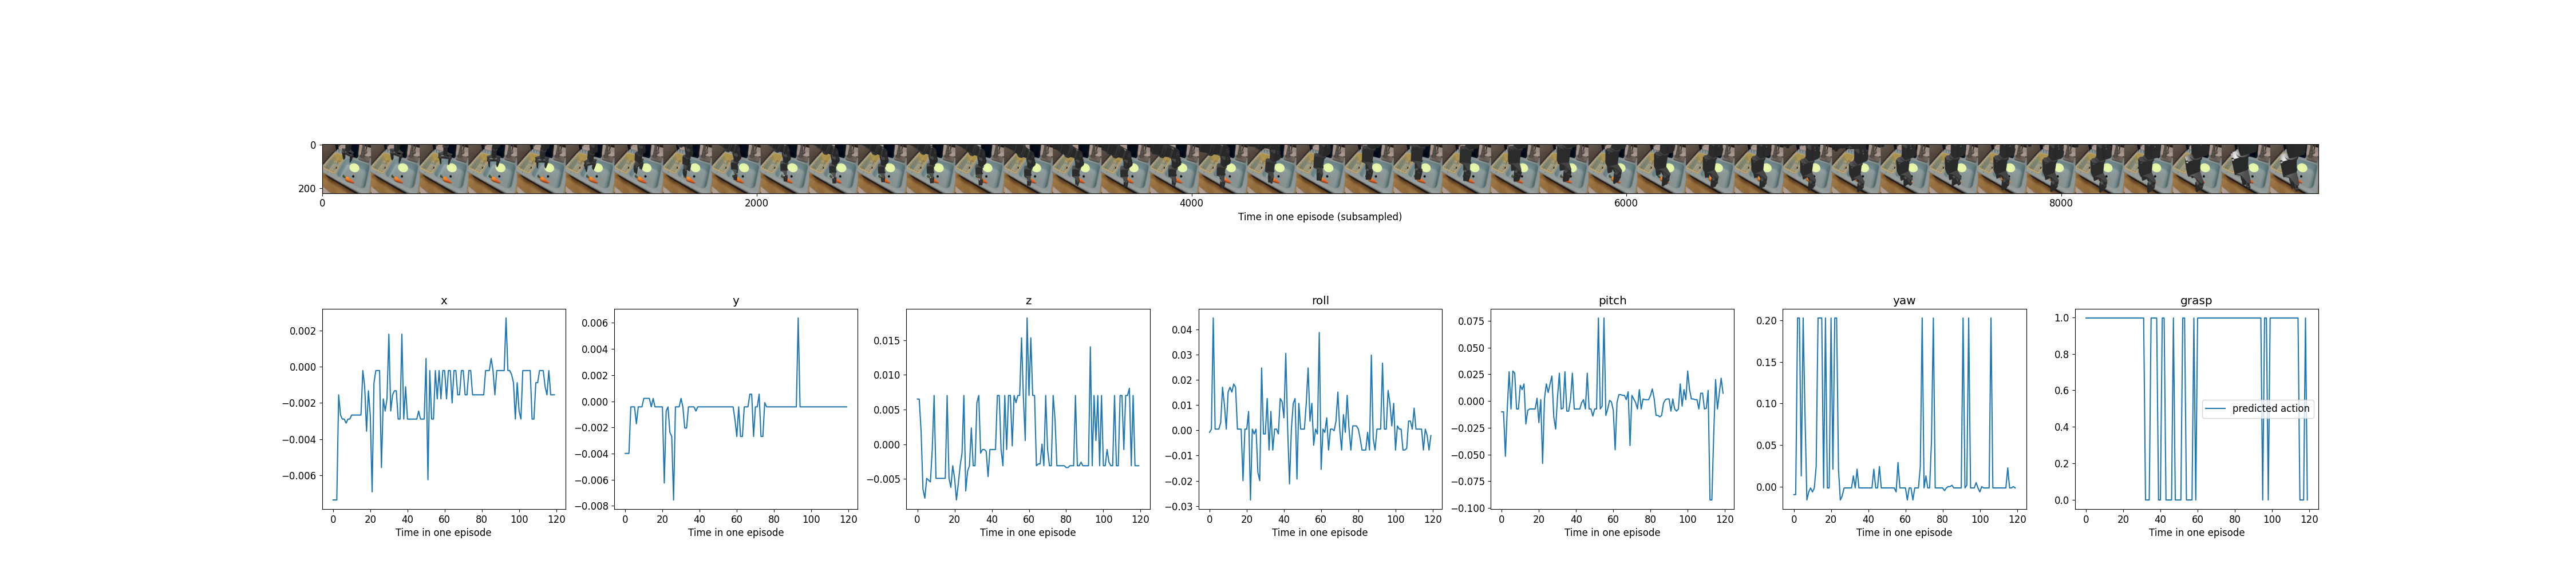 0
200
0 2000 4000 6000 8000
Time in one episode (subsampled)
x y z roll pitch yaw grasp
0.002
0.000
−0.002
−0.004
−0.006
0 20 40 60 80 100 120
Time in one episode
0.006
0.004
0.002
0.000
−0.002
−0.004
−0.006
−0.008
0 20 40 60 80 100 120
Time in one episode
0.015
0.010
0.005
0.000
−0.005
0 20 40 60 80 100 120
Time in one episode
0.04
0.03
0.02
0.01
0.00
−0.01
−0.02
−0.03
0 20 40 60 80 100 120
Time in one episode
0.075
0.050
0.025
0.000
−0.025
−0.050
−0.075
−0.100
0 20 40 60 80 100 120
Time in one episode
0.20
0.15
0.10
0.05
0.00
0 20 40 60 80 100 120
Time in one episode
1.0
0.8
0.6
0.4
0.2
0.0
predicted action
0 20 40 60 80 100 120
Time in one episode